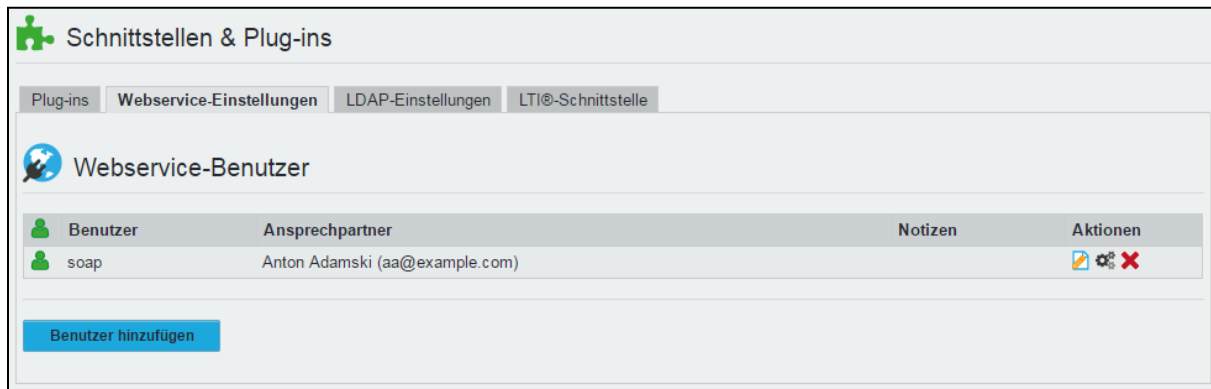 Schnittstellen & Plug-ins
Plug-ins Webservice-Einstellungen LDAP-Einstellungen LTI®-Schnittstelle
Webservice-Benutzer
Benutzer Ansprechpartner Notizen Aktionen
soap Anton Adamski (aa@example.com)
Benutzer hinzufügen